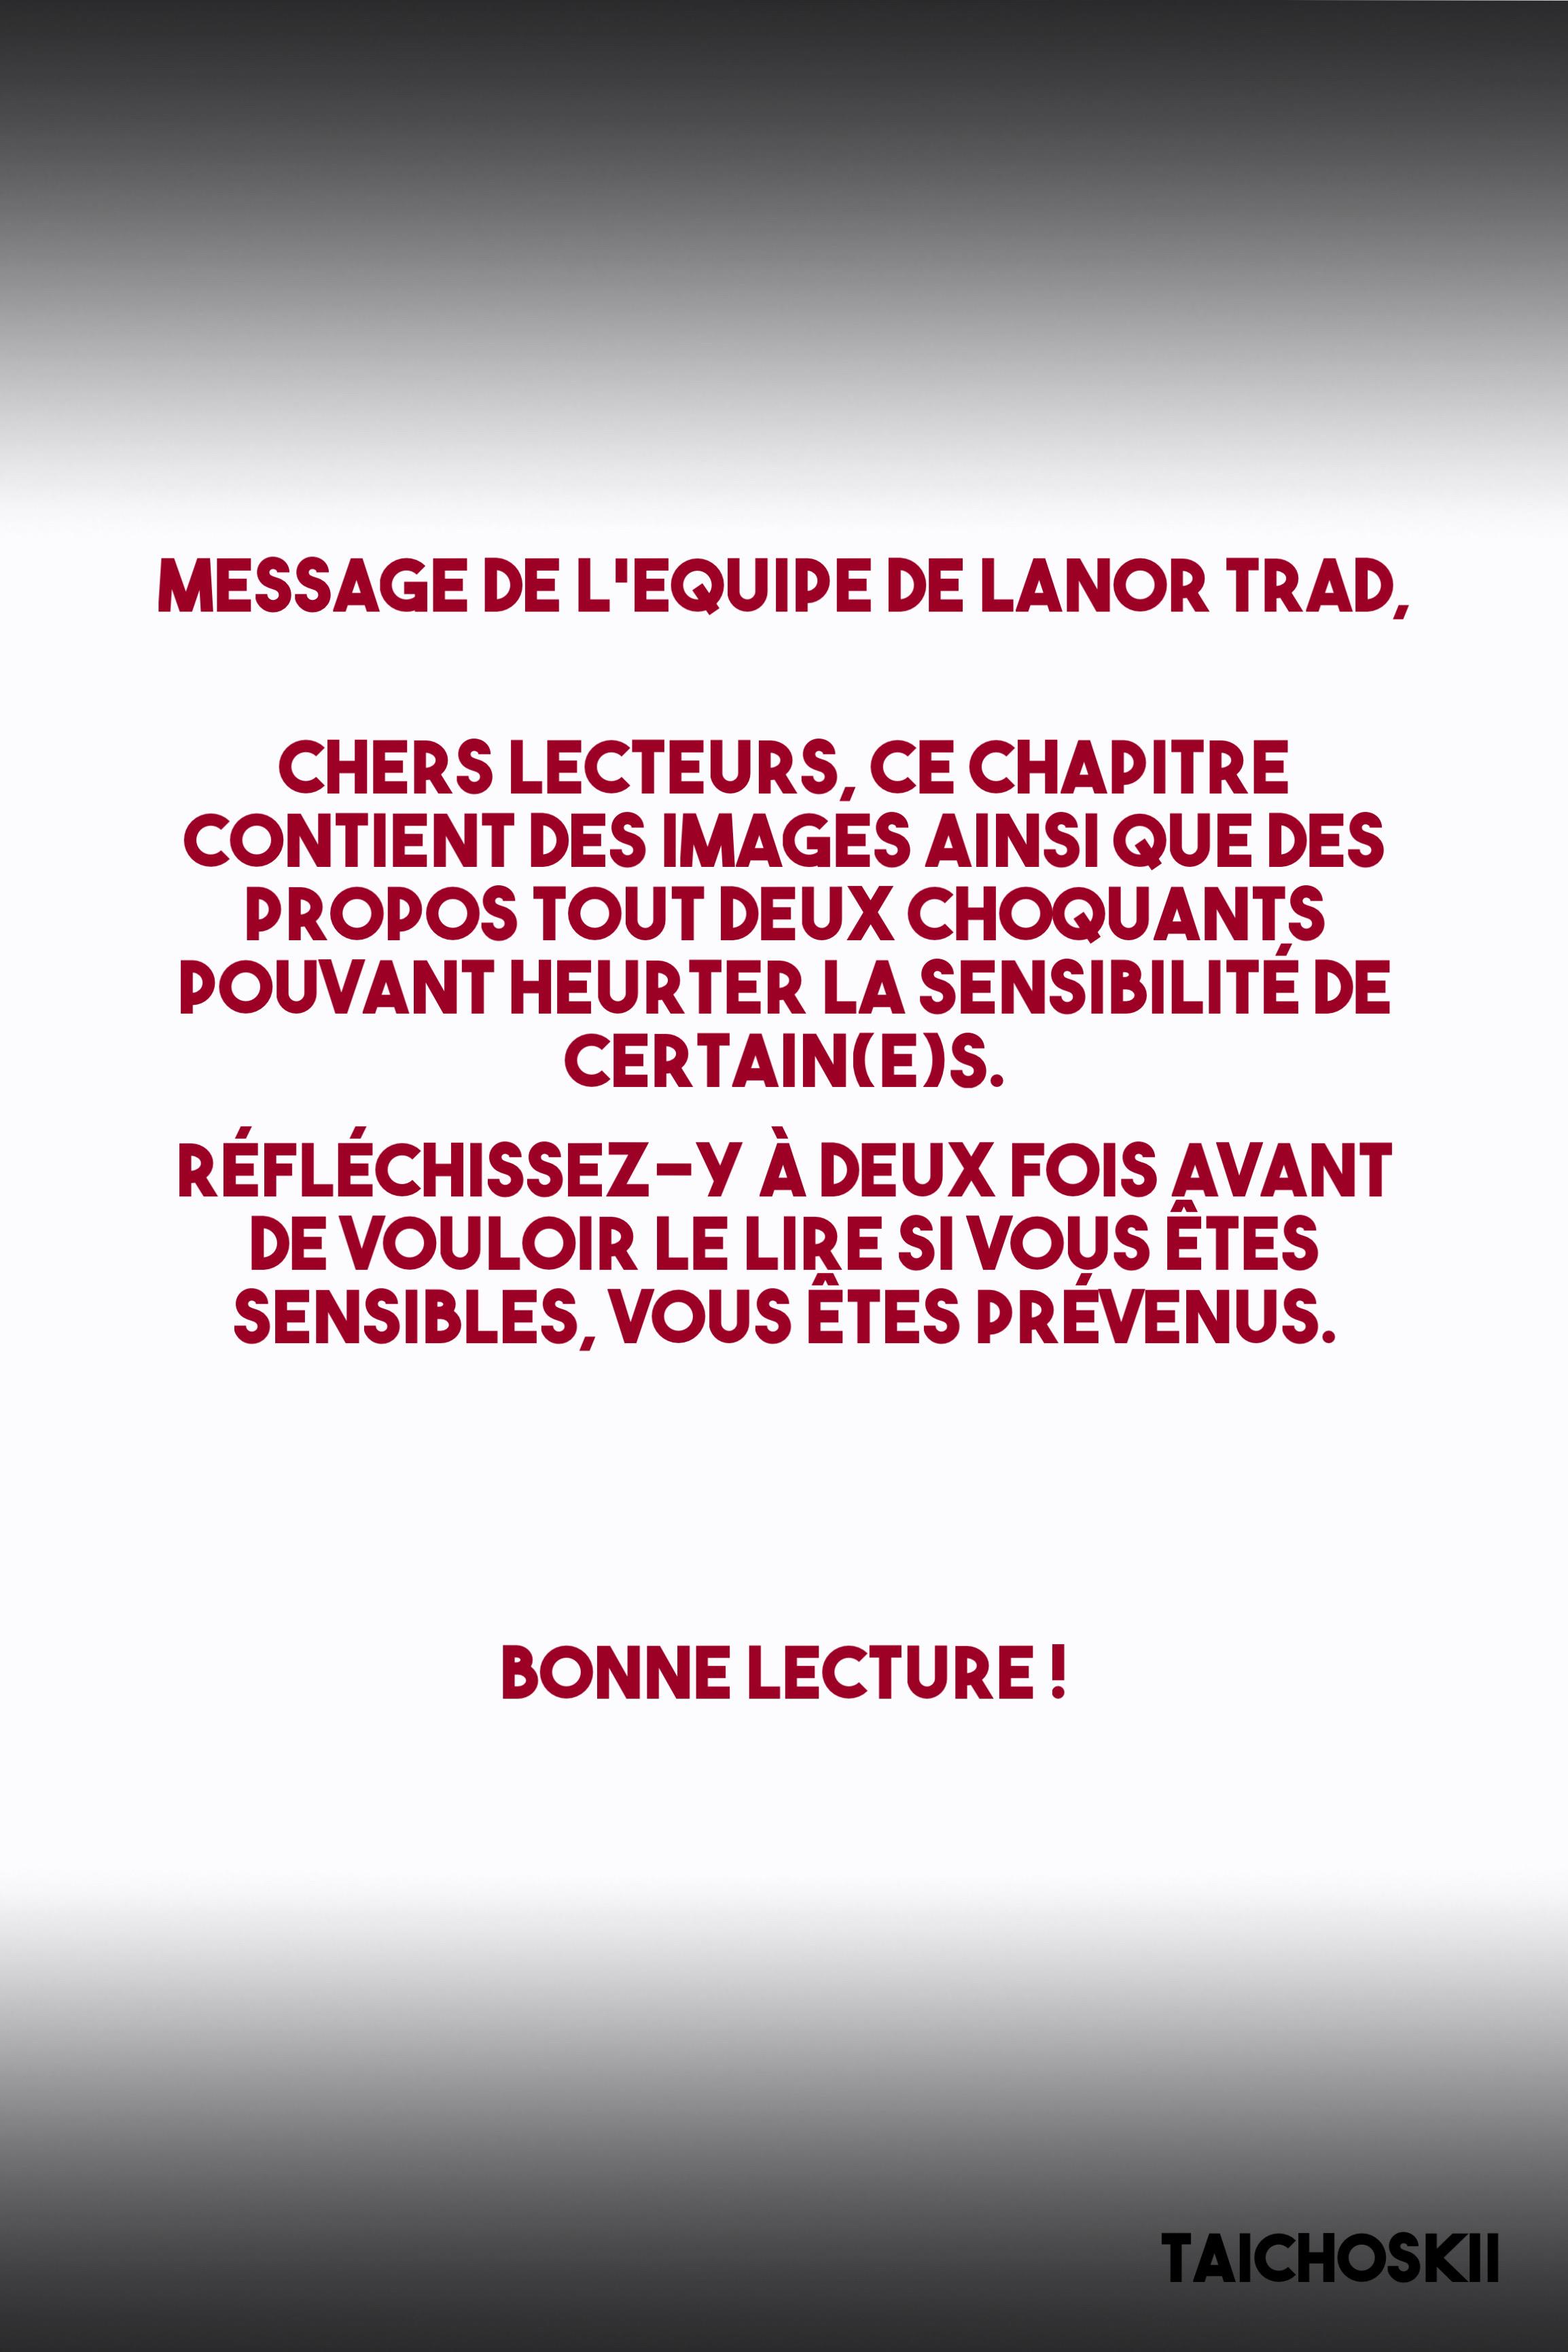 MESSAGE DE L'EQUIPE DE LANOR TRAD,
CHERS LECTEURS, CE CHAPITRE
CONTIENT DES IMAGES AINSI QUE DES
PROPOS TOUT DEUX CHOQUANTS
POUVANT HEURTER LA SENSIBILITÉ DE
CERTAIN(E)S.
RÉFLÉCHISSEZ-Y À DEUX FOIS AVANT
DE VOULOIR LE LIRE SI VOUS ÊTES
SENSIBLES, VOUS ÊTES PRÉVENUS.
BONNE LECTURE !
TAICHOSKII